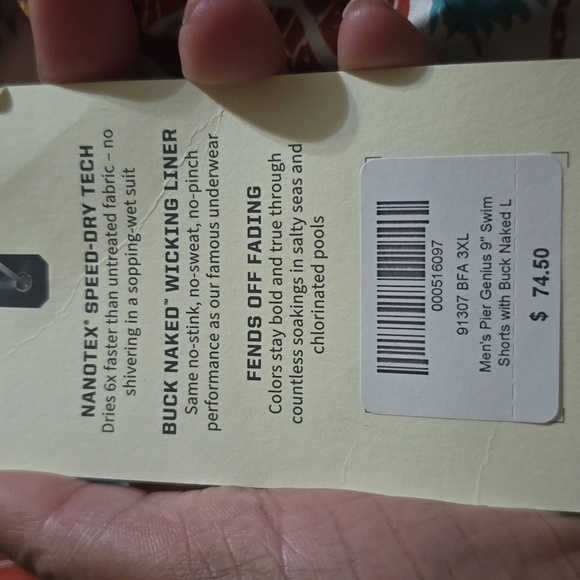 NANOTEX® SPEED-DRY TECH
Dries 6x faster than untreated fabric – no
shivering in a sopping-wet suit
BUCK NAKED™ WICKING LINER
Same no-stink, no-sweat, no-pinch
performance as our famous underwear
FENDS OFF FADING
Colors stay bold and true through
countless soakings in salty seas and
chlorinated pools
000516097
91307 BFA 3XL
Men's Pier Genius 9" Swim
Shorts with Buck Naked L
$ 74.50